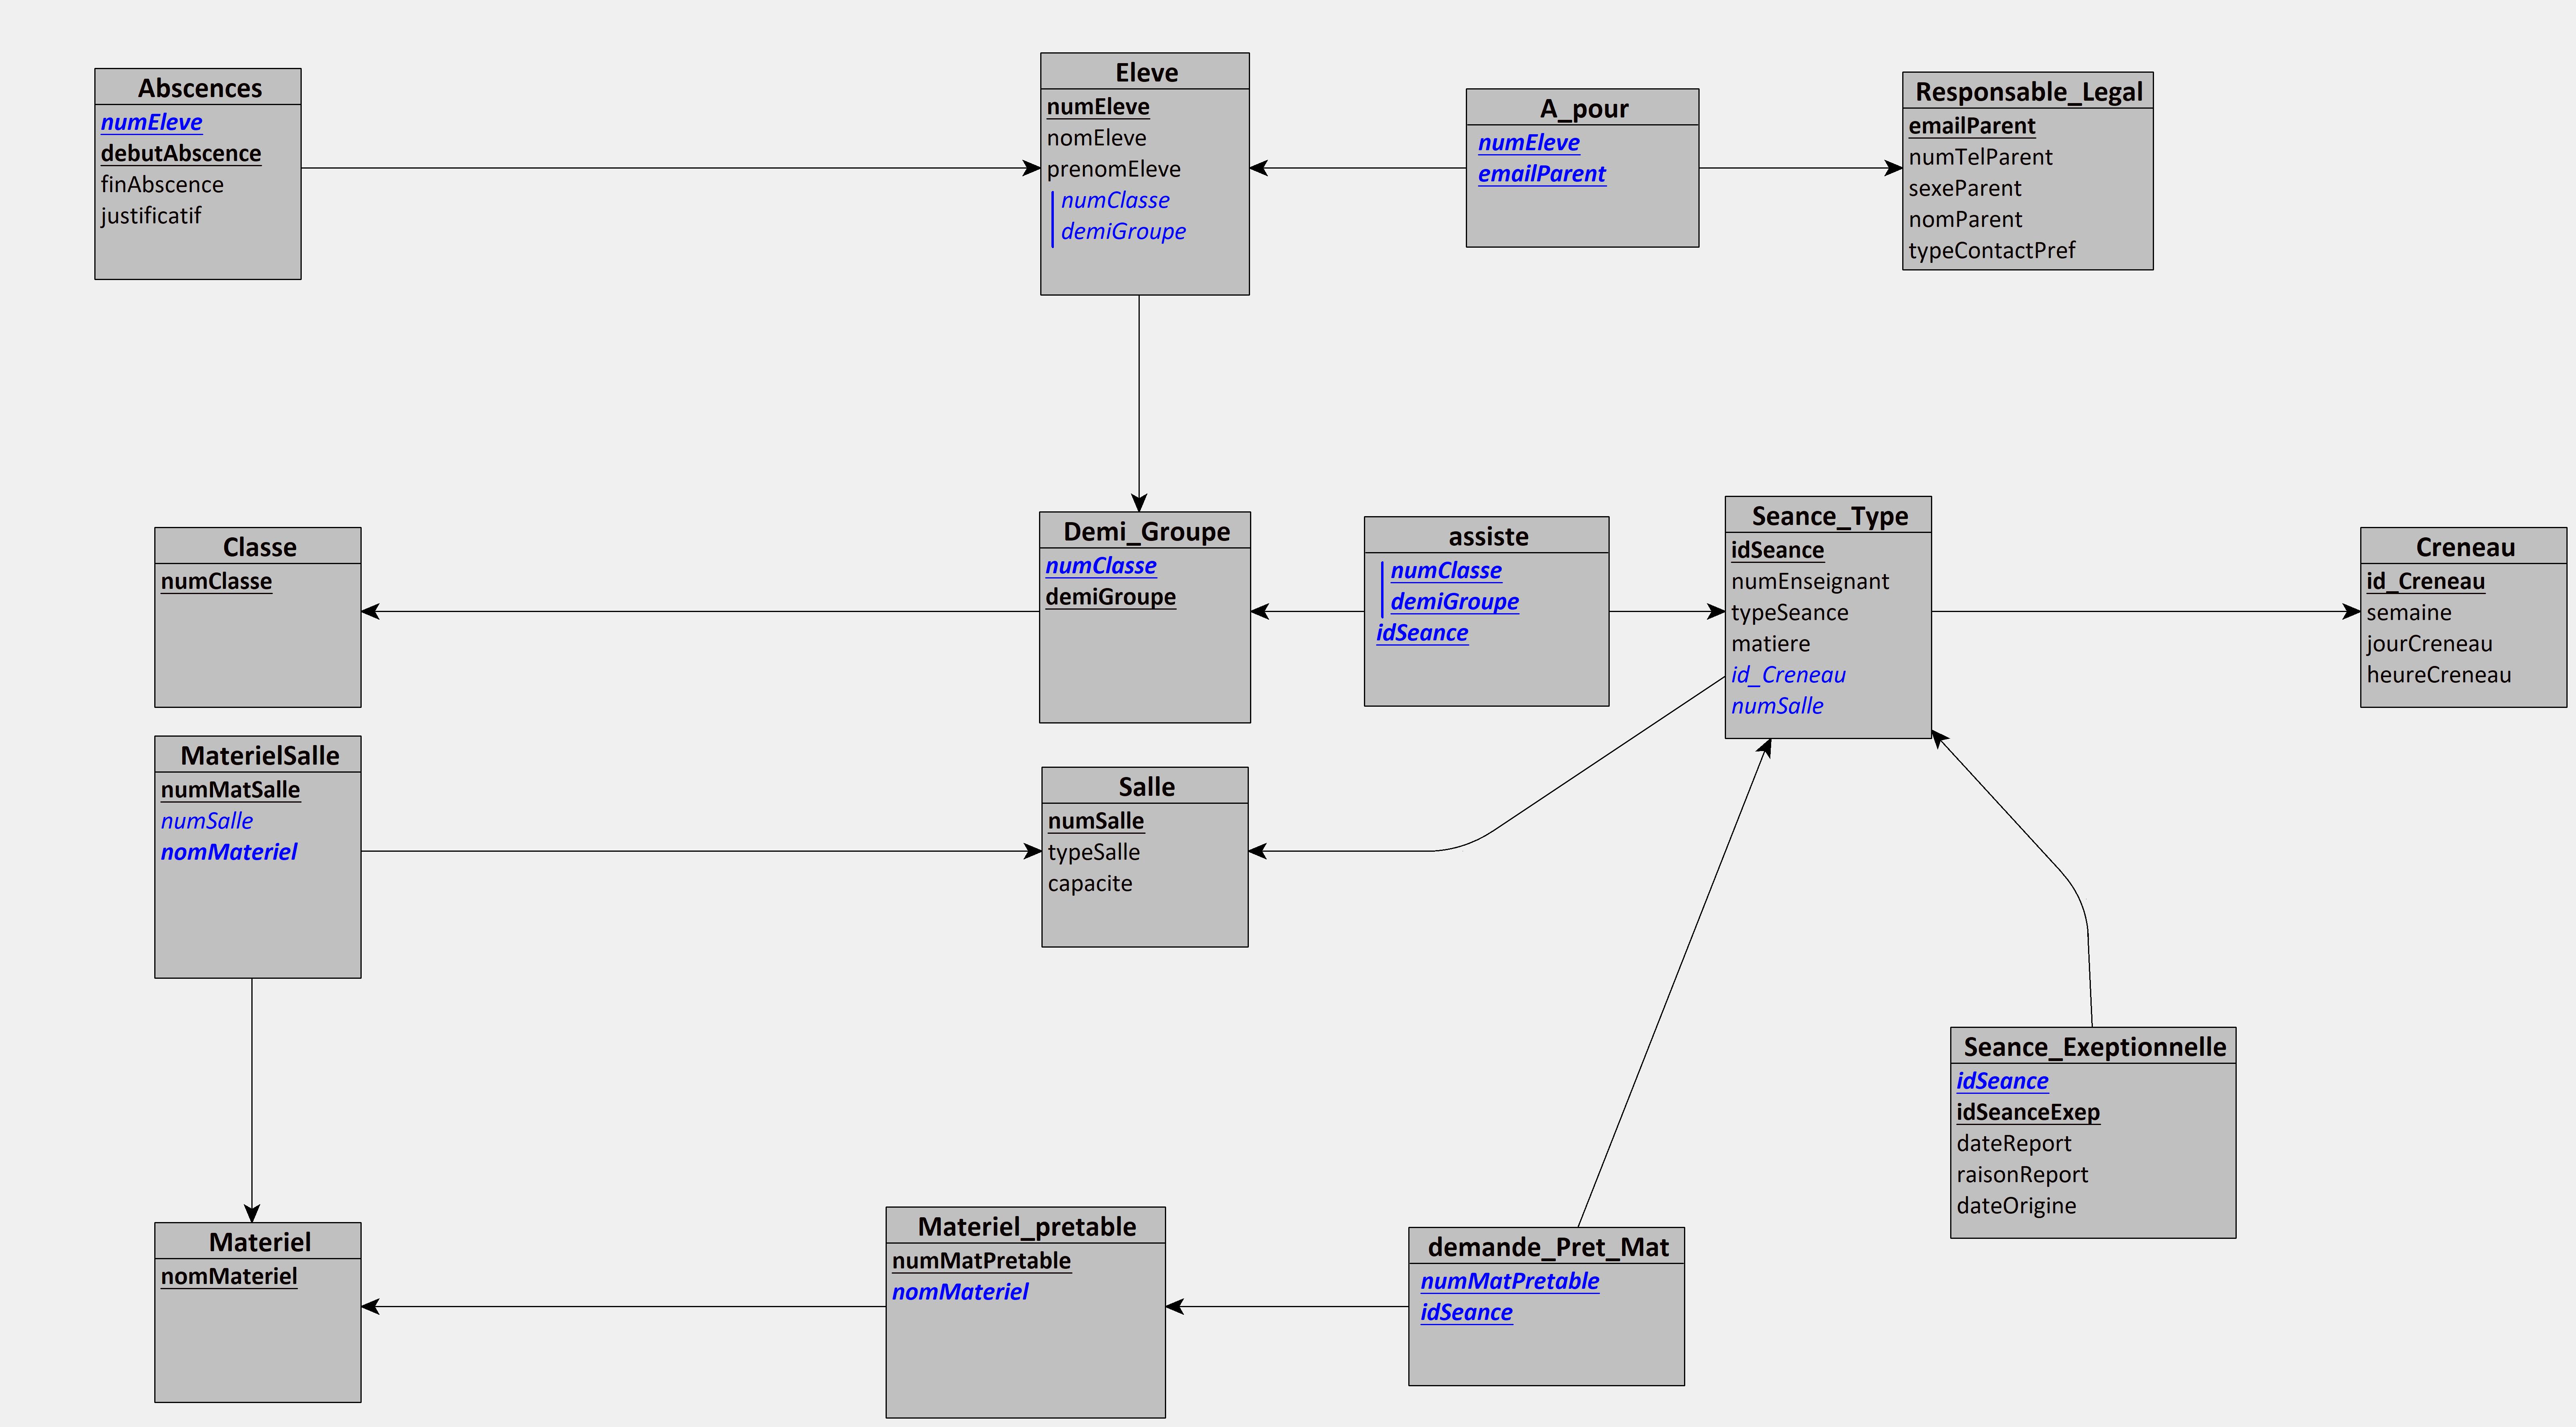 Abscences
numEleve
debutAbscence
finAbscence
justificatif
Eleve
numEleve
nomEleve
prenomEleve
numClasse
demiGroupe
A_pour
numEleve
emailParent
Responsable_Legal
emailParent
numTelParent
sexeParent
nomParent
typeContactPref
Classe
numClasse
Demi_Groupe
numClasse
demiGroupe
assiste
numClasse
demiGroupe
idSeance
Seance_Type
idSeance
numEnseignant
typeSeance
matiere
id_Creneau
numSalle
Creneau
id_Creneau
semaine
jourCreneau
heureCreneau
MaterielSalle
numMatSalle
numSalle
nomMateriel
Salle
numSalle
typeSalle
capacite
Seance_Exeptionnelle
idSeance
idSeanceExep
dateReport
raisonReport
dateOrigine
Materiel
nomMateriel
Materiel_pretable
numMatPretable
nomMateriel
demande_Pret_Mat
numMatPretable
idSeance